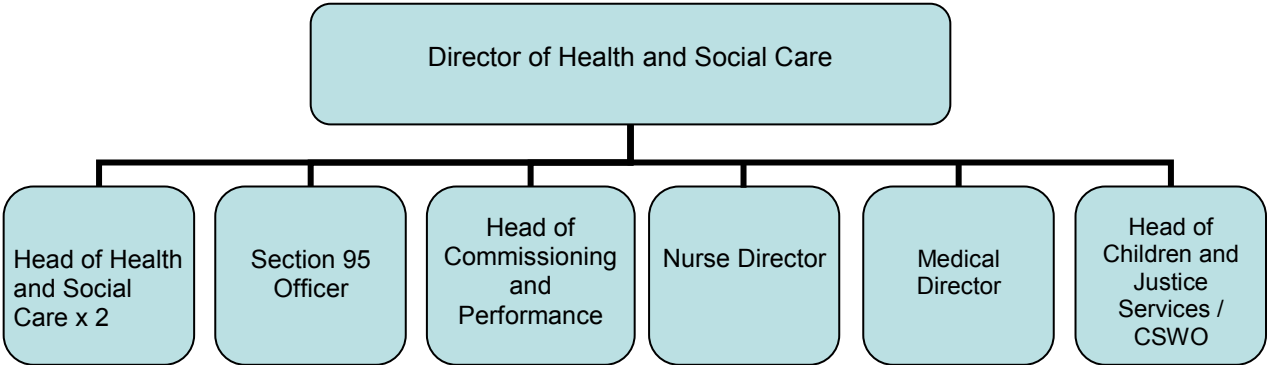 Director of Health and Social Care
Head of Health
and Social
Care x 2
Section 95
Officer
Head of
Commissioning
and
Performance
Nurse Director
Medical
Director
Head of
Children and
Justice
Services /
CSWO